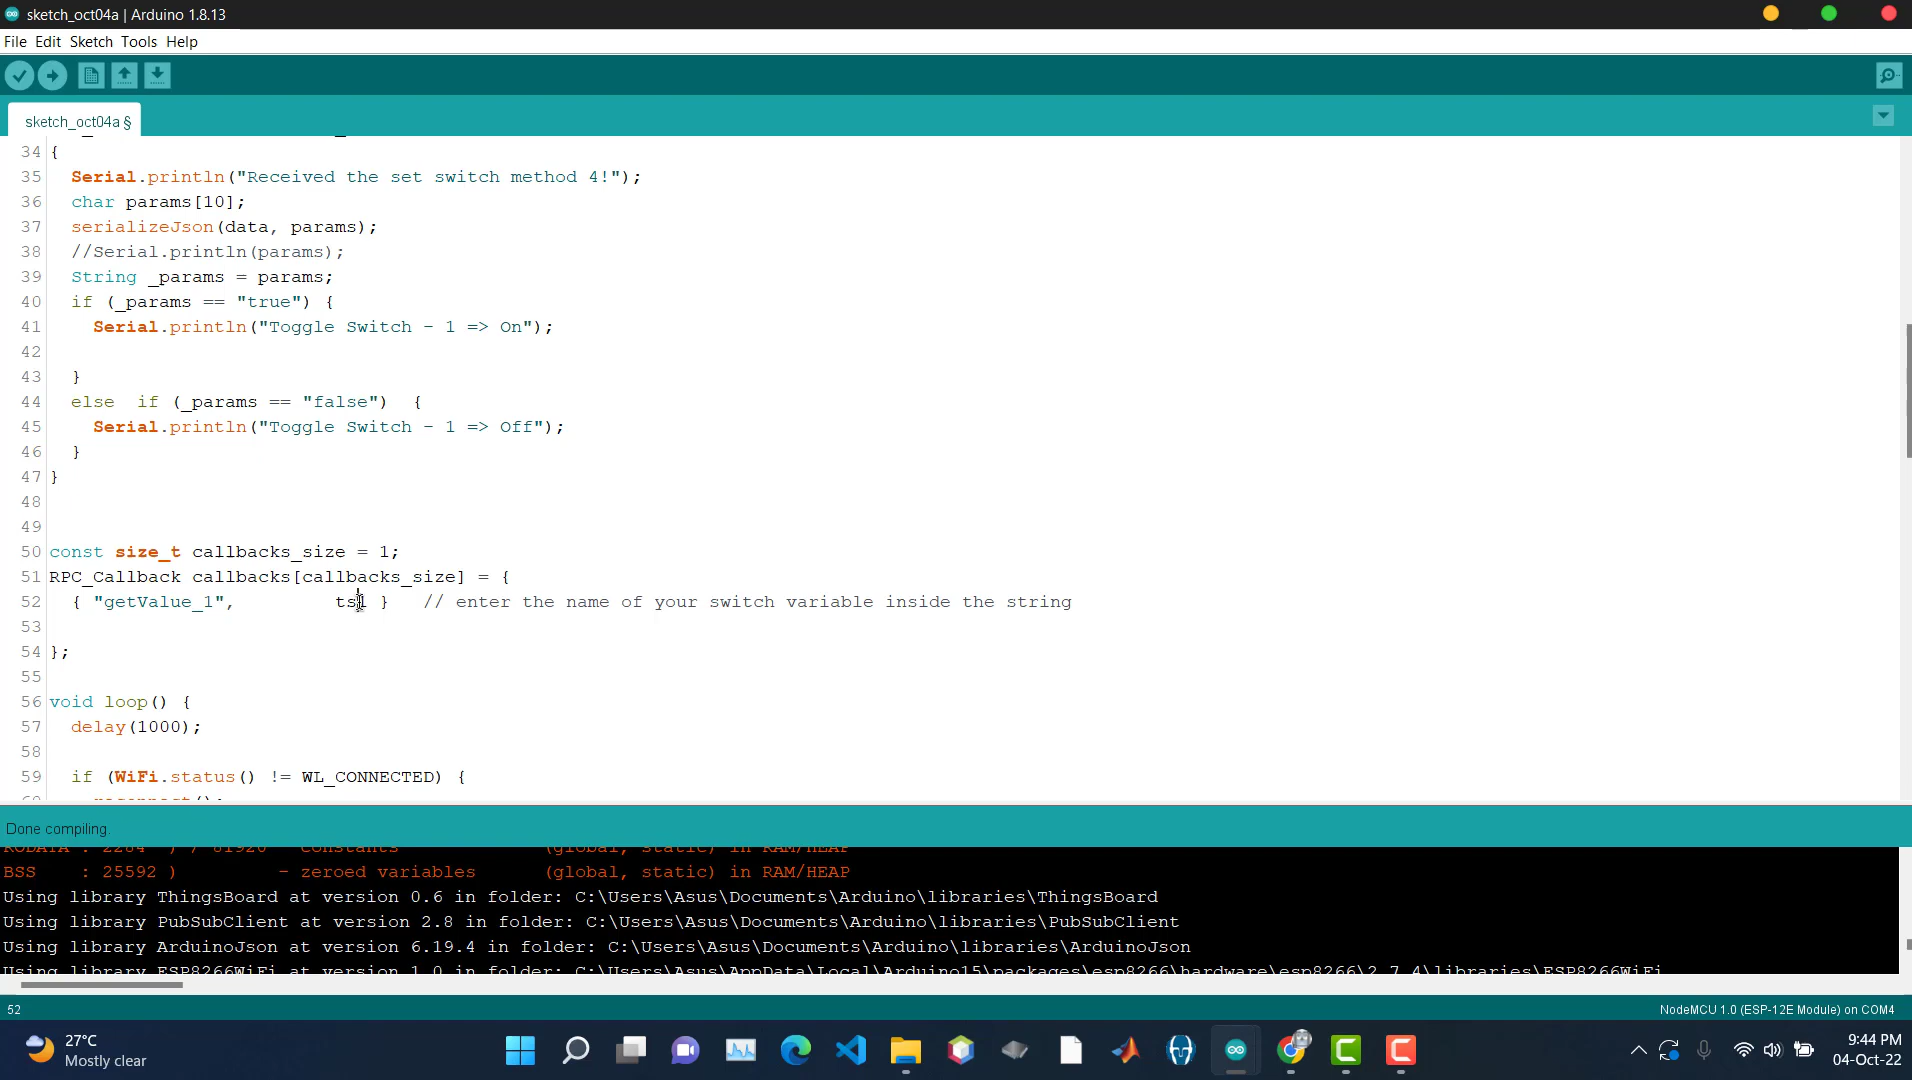 sketch_oct04a | Arduino 1.8.13
File Edit Sketch Tools Help
sketch_oct04a §
34 {
35 Serial.println("Received the set switch method 4!");
36 char params[10];
37 serializeJson(data, params);
38 //Serial.println(params);
39 String _params = params;
40 if (_params == "true") {
41 Serial.println("Toggle Switch - 1 => On");
42
43 }
44 else  if (_params == "false")  {
45 Serial.println("Toggle Switch - 1 => Off");
46 }
47 }
48
49
50 const size_t callbacks_size = 1;
51 RPC_Callback callbacks[callbacks_size] = {
52 { "getValue_1",         ts1 }   // enter the name of your switch variable inside the string
53
54 };
55
56 void loop() {
57 delay(1000);
58
59 if (WiFi.status() != WL_CONNECTED) {
Done compiling.
BSS    : 25592 )         - zeroed variables      (global, static) in RAM/HEAP
Using library ThingsBoard at version 0.6 in folder: C:\Users\Asus\Documents\Arduino\libraries\ThingsBoard
Using library PubSubClient at version 2.8 in folder: C:\Users\Asus\Documents\Arduino\libraries\PubSubClient
Using library ArduinoJson at version 6.19.4 in folder: C:\Users\Asus\Documents\Arduino\libraries\ArduinoJson
Using library ESP8266WiFi at version 1.0 in folder: C:\Users\Asus\AppData\Local\Arduino15\packages\esp8266\hardware\esp8266\2.7.4\libraries\ESP8266WiFi
52
NodeMCU 1.0 (ESP-12E Module) on COM4
27°C
Mostly clear
9:44 PM
04-Oct-22